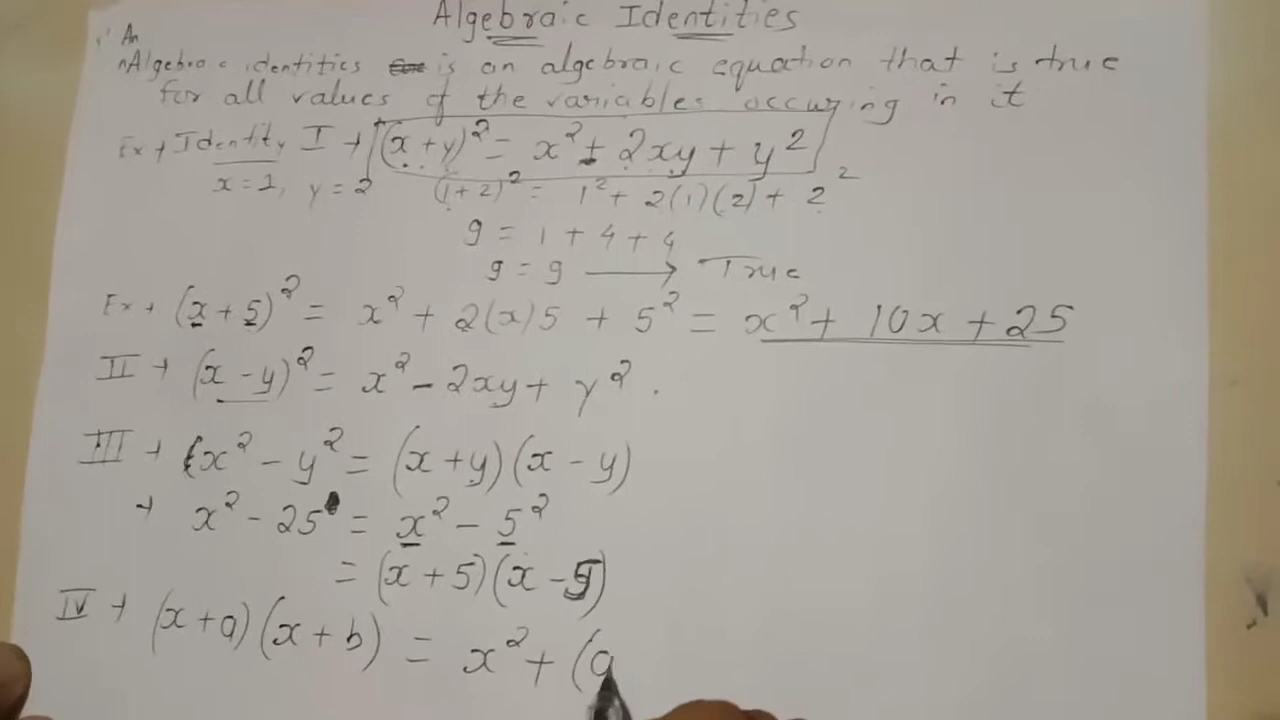 Algebraic Identities
An
Algebraic identities is an algebraic equation that is true
for all values of the variables occuring in it
Ex → Identity I → (x + y)² = x² + 2xy + y²
x = 1, y = 2 (1 + 2)² = 1² + 2(1)(2) + 2²
9 = 1 + 4 + 4
9 = 9 → True
Ex → (x + 5)² = x² + 2(x)5 + 5² = x² + 10x + 25
II → (x - y)² = x² - 2xy + y².
III → x² - y² = (x + y)(x - y)
→ x² - 25 = x² - 5²
= (x + 5)(x - 5)
IV → (x + a)(x + b) = x² + (a